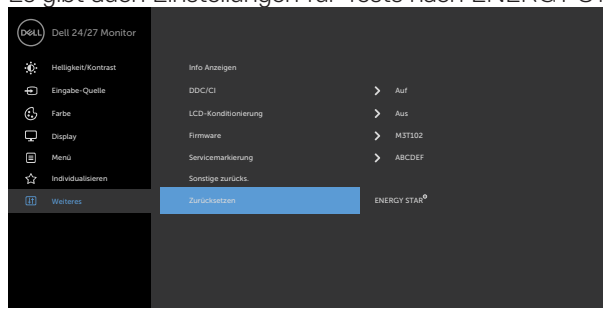 Es gibt auch Einstellungen für Tests nach ENERGY ST
DELL Dell 24/27 Monitor
Helligkeit/Kontrast Info Anzeigen
Eingabe-Quelle DDC/CI Auf
Farbe LCD-Konditionierung Aus
Display Firmware M3T102
Menü Servicemarkierung ABCDEF
Individualisieren Sonstige zurücks.
Weiteres Zurücksetzen ENERGY STAR®